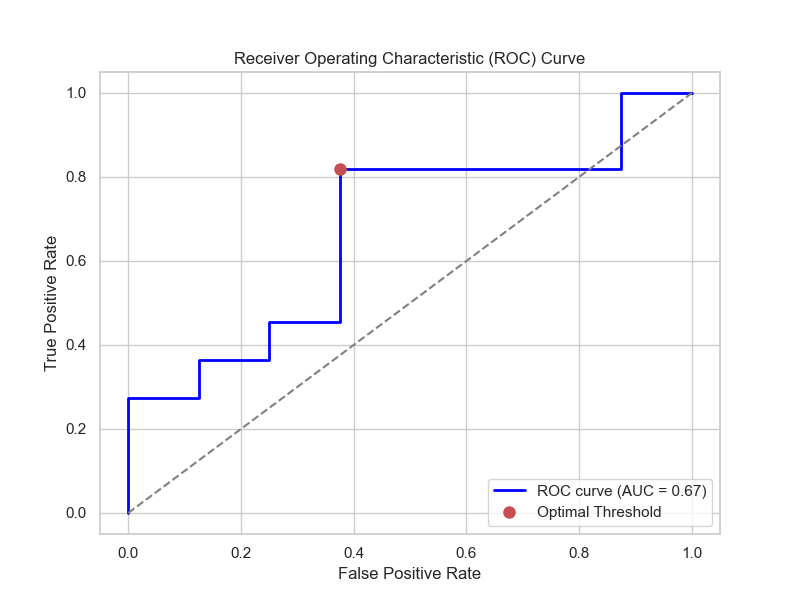 Receiver Operating Characteristic (ROC) Curve
True Positive Rate
1.0
0.8
0.6
0.4
0.2
0.0
ROC curve (AUC = 0.67)
Optimal Threshold
0.0 0.2 0.4 0.6 0.8 1.0
False Positive Rate